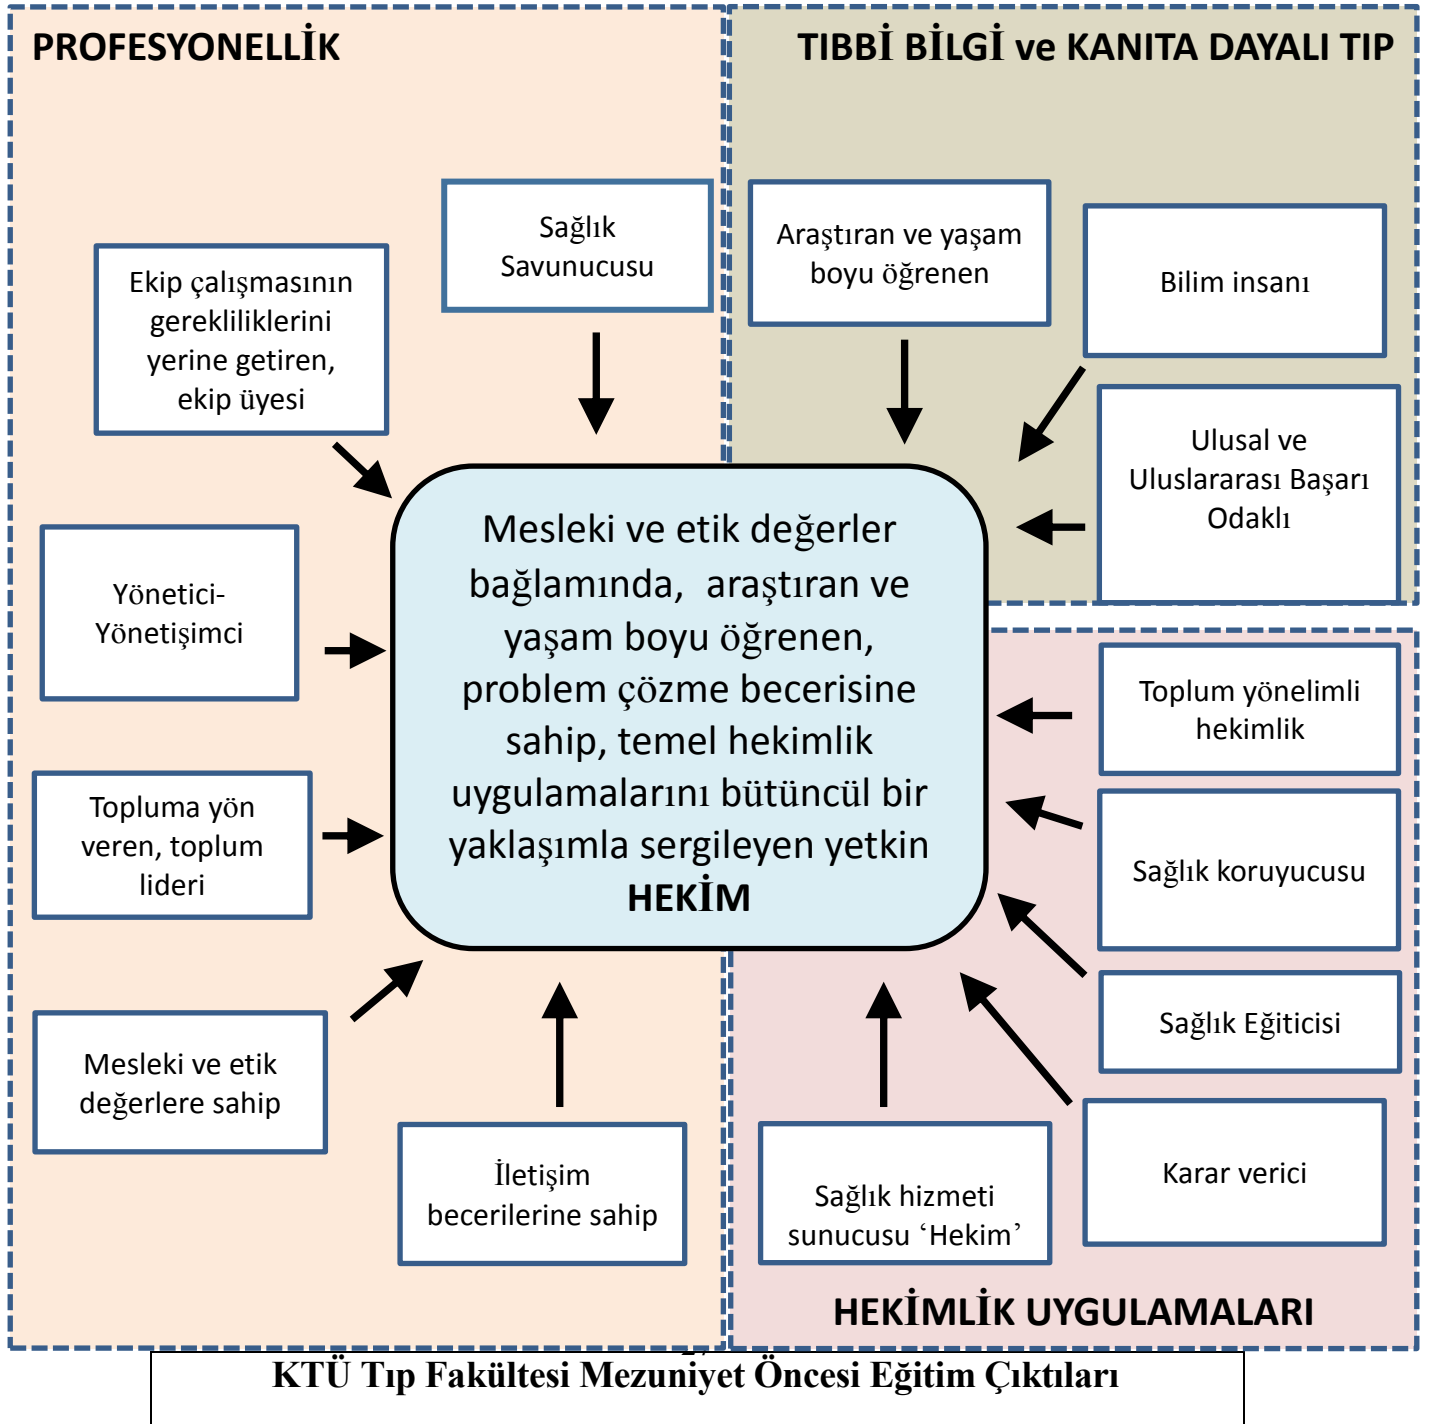 PROFESYONELLİK
TIBBİ BİLGİ ve KANITA DAYALI TIP
Sağlık
Savunucusu
Ekip çalışmasının
gerekliliklerini
yerine getiren,
ekip üyesi
Yönetici-
Yönetişimci
Topluma yön
veren, toplum
lideri
Mesleki ve etik
değerlere sahip
İletişim
becerilerine sahip
Araştıran ve yaşam
boyu öğrenen
Bilim insanı
Ulusal ve
Uluslararası Başarı
Odaklı
Mesleki ve etik değerler
bağlamında, araştıran ve
yaşam boyu öğrenen,
problem çözme becerisine
sahip, temel hekimlik
uygulamalarını bütüncül bir
yaklaşımla sergileyen yetkin
HEKİM
Toplum yönelimli
hekimlik
Sağlık koruyucusu
Sağlık Eğiticisi
Karar verici
Sağlık hizmeti
sunucusu ‘Hekim’
HEKİMLİK UYGULAMALARI
KTÜ Tıp Fakültesi Mezuniyet Öncesi Eğitim Çıktıları